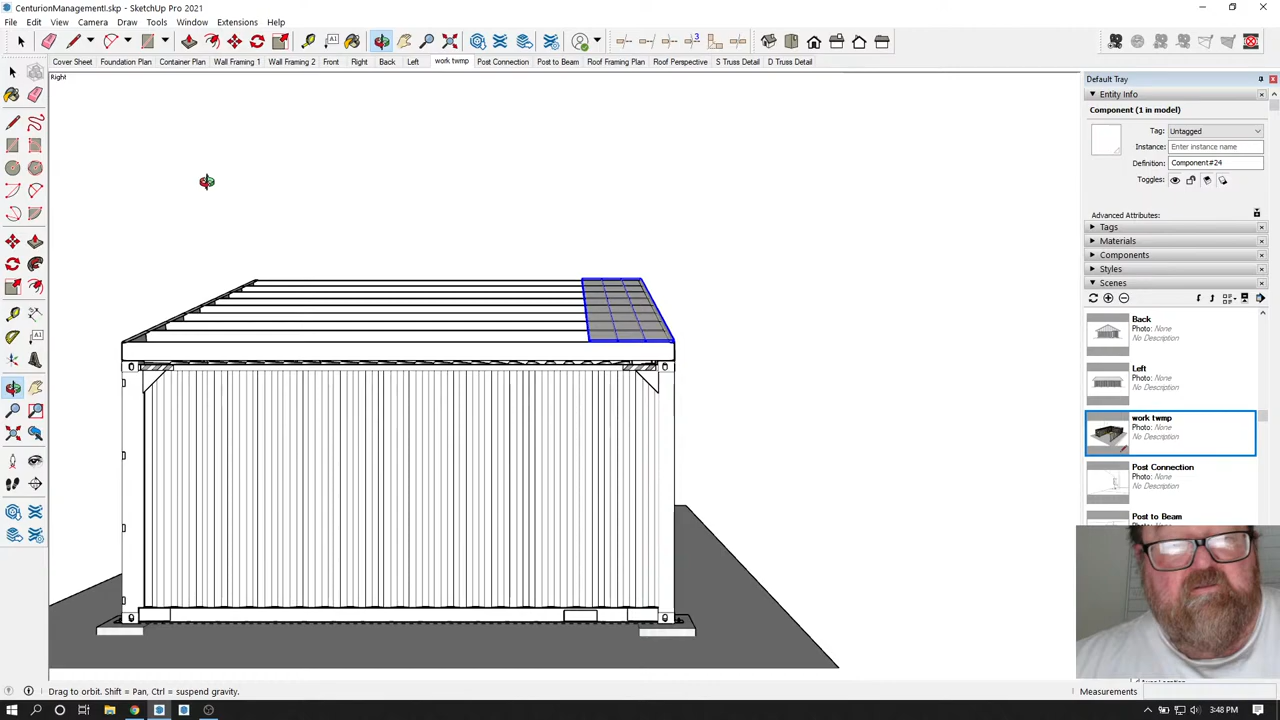 CenturionManagementI.skp - SketchUp Pro 2021
File Edit View Camera Draw Tools Window Extensions Help
3
Cover Sheet Foundation Plan Container Plan Wall Framing 1 Wall Framing 2 Front Right Back Left work twmp Post Connection Post to Beam Roof Framing Plan Roof Perspective S Truss Detail D Truss Detail
Right
Default Tray
Entity Info
Component (1 in model)
Tag: Untagged
Instance: Enter instance name
Definition: Component#24
Toggles:
Advanced Attributes:
Tags
Materials
Components
Styles
Scenes
Back
Photo: None
No Description
Left
Photo: None
No Description
work twmp
Photo: None
No Description
Post Connection
Photo: None
No Description
Post to Beam
Drag to orbit. Shift = Pan, Ctrl = suspend gravity.
Measurements
3:48 PM